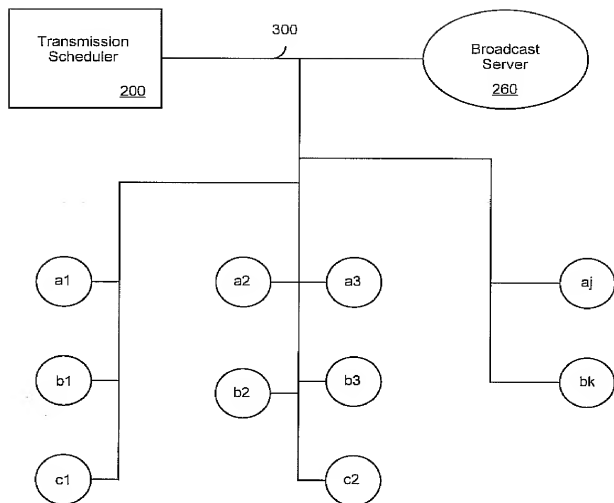 Transmission
Scheduler
200
300
Broadcast
Server
260
a1
a2
a3
aj
b1
b2
b3
bk
c1
c2